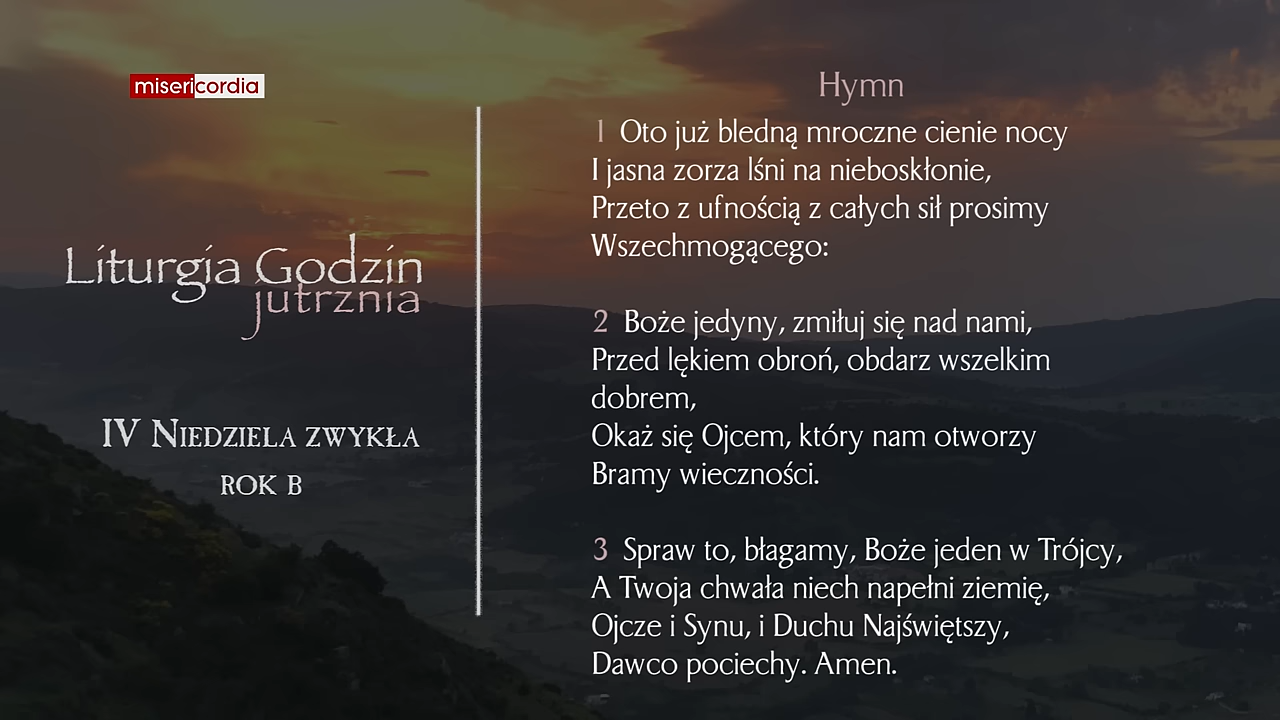 misericordia
Liturgia Godzin
jutrznia
IV Niedziela zwykła
rok B
Hymn
1 Oto już bledną mroczne cienie nocy
I jasna zorza lśni na nieboskłonie,
Przeto z ufnością z całych sił prosimy
Wszechmogącego:
2 Boże jedyny, zmiłuj się nad nami,
Przed lękiem obroń, obdarz wszelkim
dobrem,
Okaż się Ojcem, który nam otworzy
Bramy wieczności.
3 Spraw to, błagamy, Boże jeden w Trójcy,
A Twoja chwała niech napełni ziemię,
Ojcze i Synu, i Duchu Najświętszy,
Dawco pociechy. Amen.